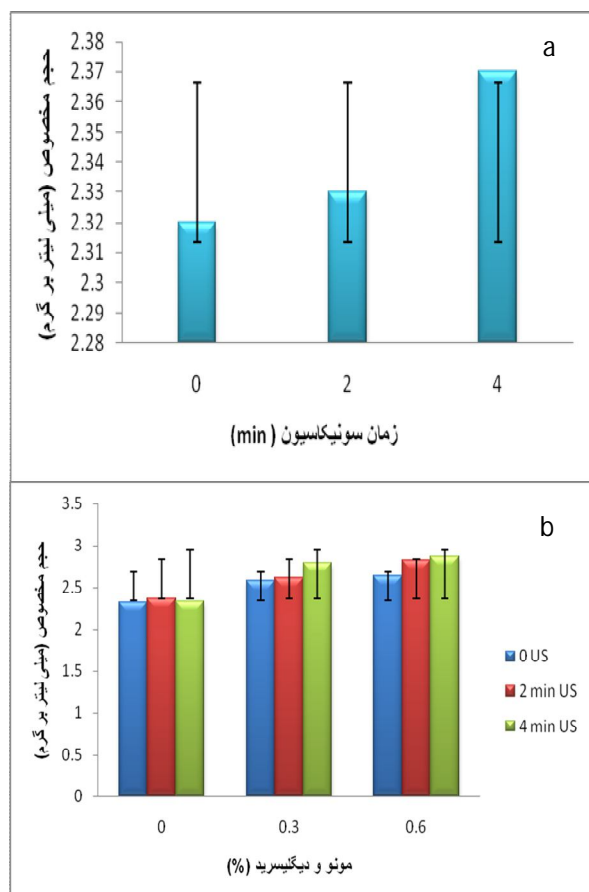 a
2.38
2.37
2.36
2.35
2.34
2.33
2.32
2.31
2.3
2.29
2.28
حجم مخصوص (میلی لیتر بر گرم)
0 2 4
زمان سونیکاسیون (min)
b
3.5
3
2.5
2
1.5
1
0.5
0
حجم مخصوص (میلی لیتر بر گرم)
0 US
2 min US
4 min US
0 0.3 0.6
مونو و دیگلیسرید (%)